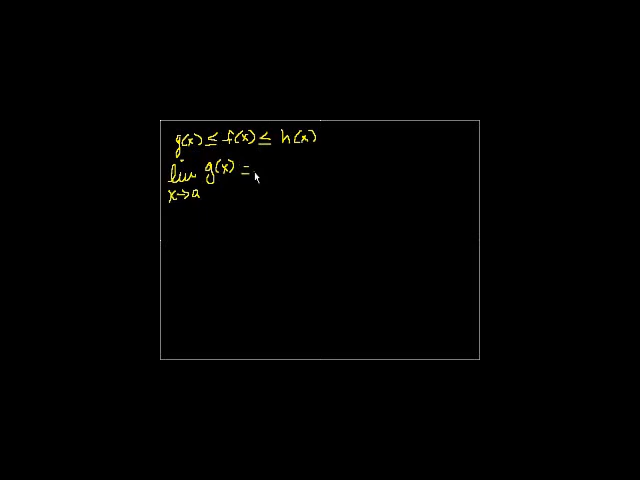 g(x) ≤ f(x) ≤ h(x)
lim g(x) =
x→a